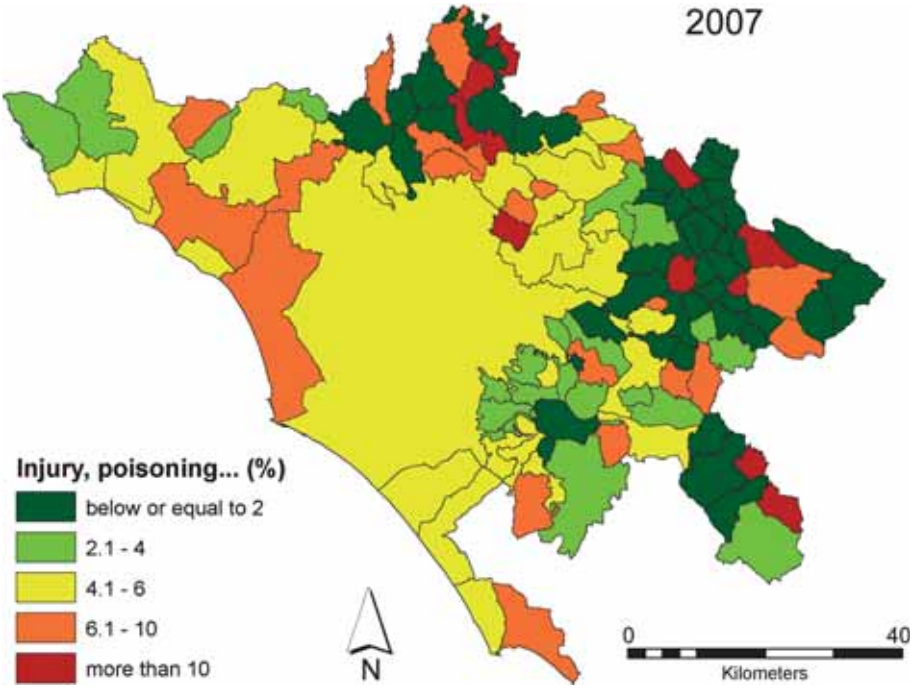 2007
Injury, poisoning... (%)
below or equal to 2
2.1 - 4
4.1 - 6
6.1 - 10
more than 10
N
0 40
Kilometers